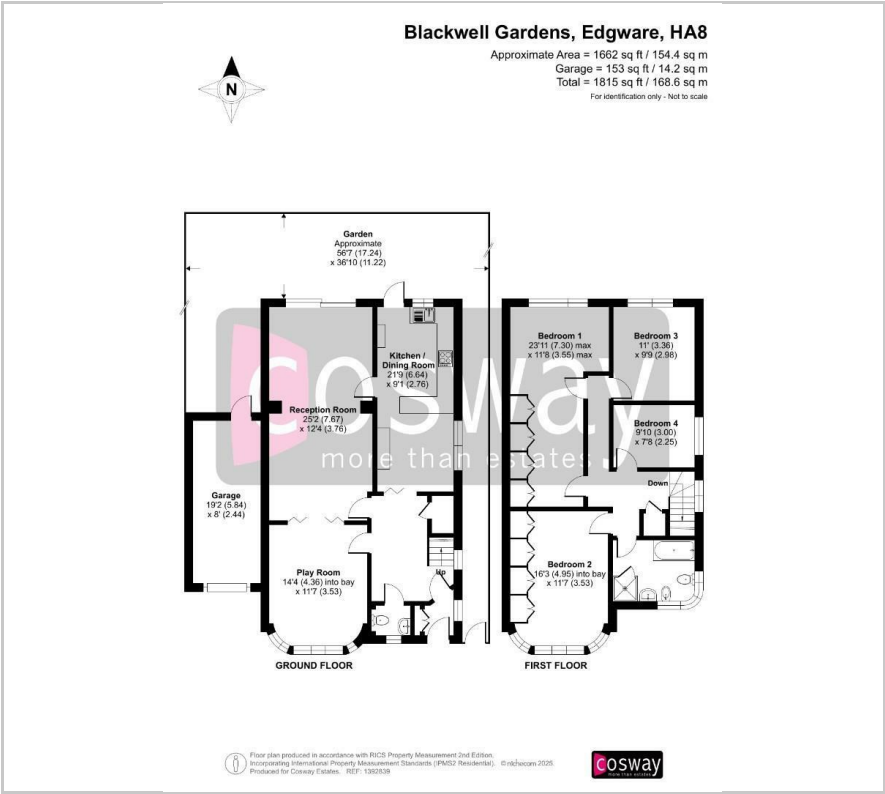 Blackwell Gardens, Edgware, HA8
Approximate Area = 1662 sq ft / 154.4 sq m
Garage = 153 sq ft / 14.2 sq m
Total = 1815 sq ft / 168.6 sq m
For identification only - Not to scale
N
Garden
Approximate
56'7 (17.24)
x 36'10 (11.22)
Kitchen /
Dining Room
21'9 (6.64)
x 9'1 (2.76)
Reception Room
25'2 (7.67)
x 12'4 (3.76)
Garage
19'2 (5.84)
x 8' (2.44)
Play Room
14'4 (4.36) into bay
x 11'7 (3.53)
Up
GROUND FLOOR
Bedroom 1
23'11 (7.30) max
x 11'8 (3.55) max
Bedroom 3
11' (3.36)
x 9'9 (2.98)
Bedroom 4
9'10 (3.00)
x 7'8 (2.25)
Down
Bedroom 2
16'3 (4.95) into bay
x 11'7 (3.53)
FIRST FLOOR
cosway
more than estates
Floor plan produced in accordance with RICS Property Measurement 2nd Edition,
Incorporating International Property Measurement Standards (IPMS2 Residential). © nichecom 2025.
Produced for Cosway Estates. REF: 1392839
cosway
more than estates